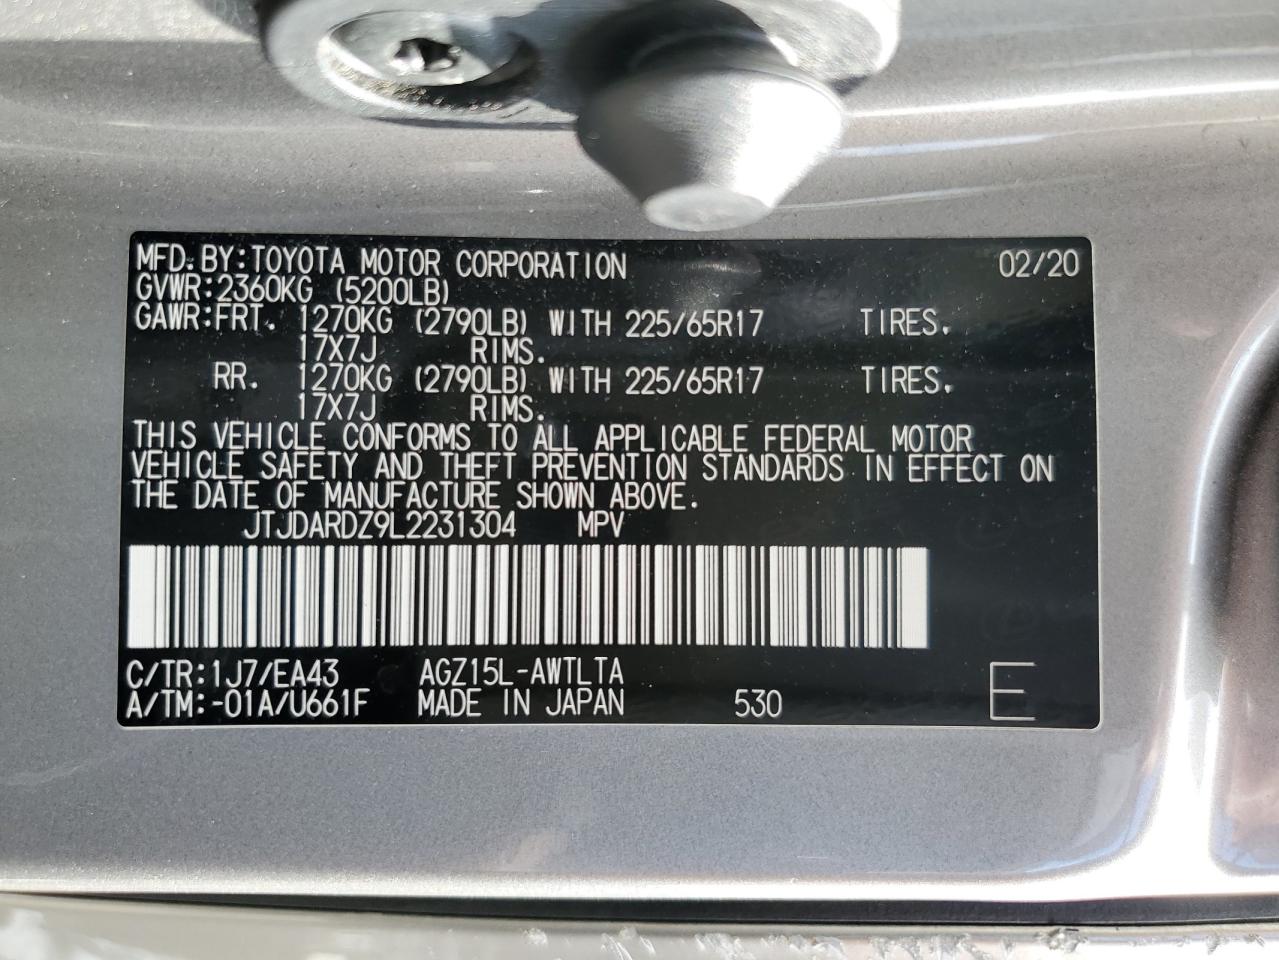 MFD. BY: TOYOTA MOTOR CORPORATION 02/20
GVWR: 2360KG (5200LB)
GAWR: FRT. 1270KG (2790LB) WITH 225/65R17 TIRES.
17X7J RIMS.
RR. 1270KG (2790LB) WITH 225/65R17 TIRES.
17X7J RIMS.
THIS VEHICLE CONFORMS TO ALL APPLICABLE FEDERAL MOTOR
VEHICLE SAFETY AND THEFT PREVENTION STANDARDS IN EFFECT ON
THE DATE OF MANUFACTURE SHOWN ABOVE.
JTJDARDZ9L2231304 MPV
C/TR: 1J7/EA43 AGZ15L-AWTLTA
A/TM: -01A/U661F MADE IN JAPAN 530 E